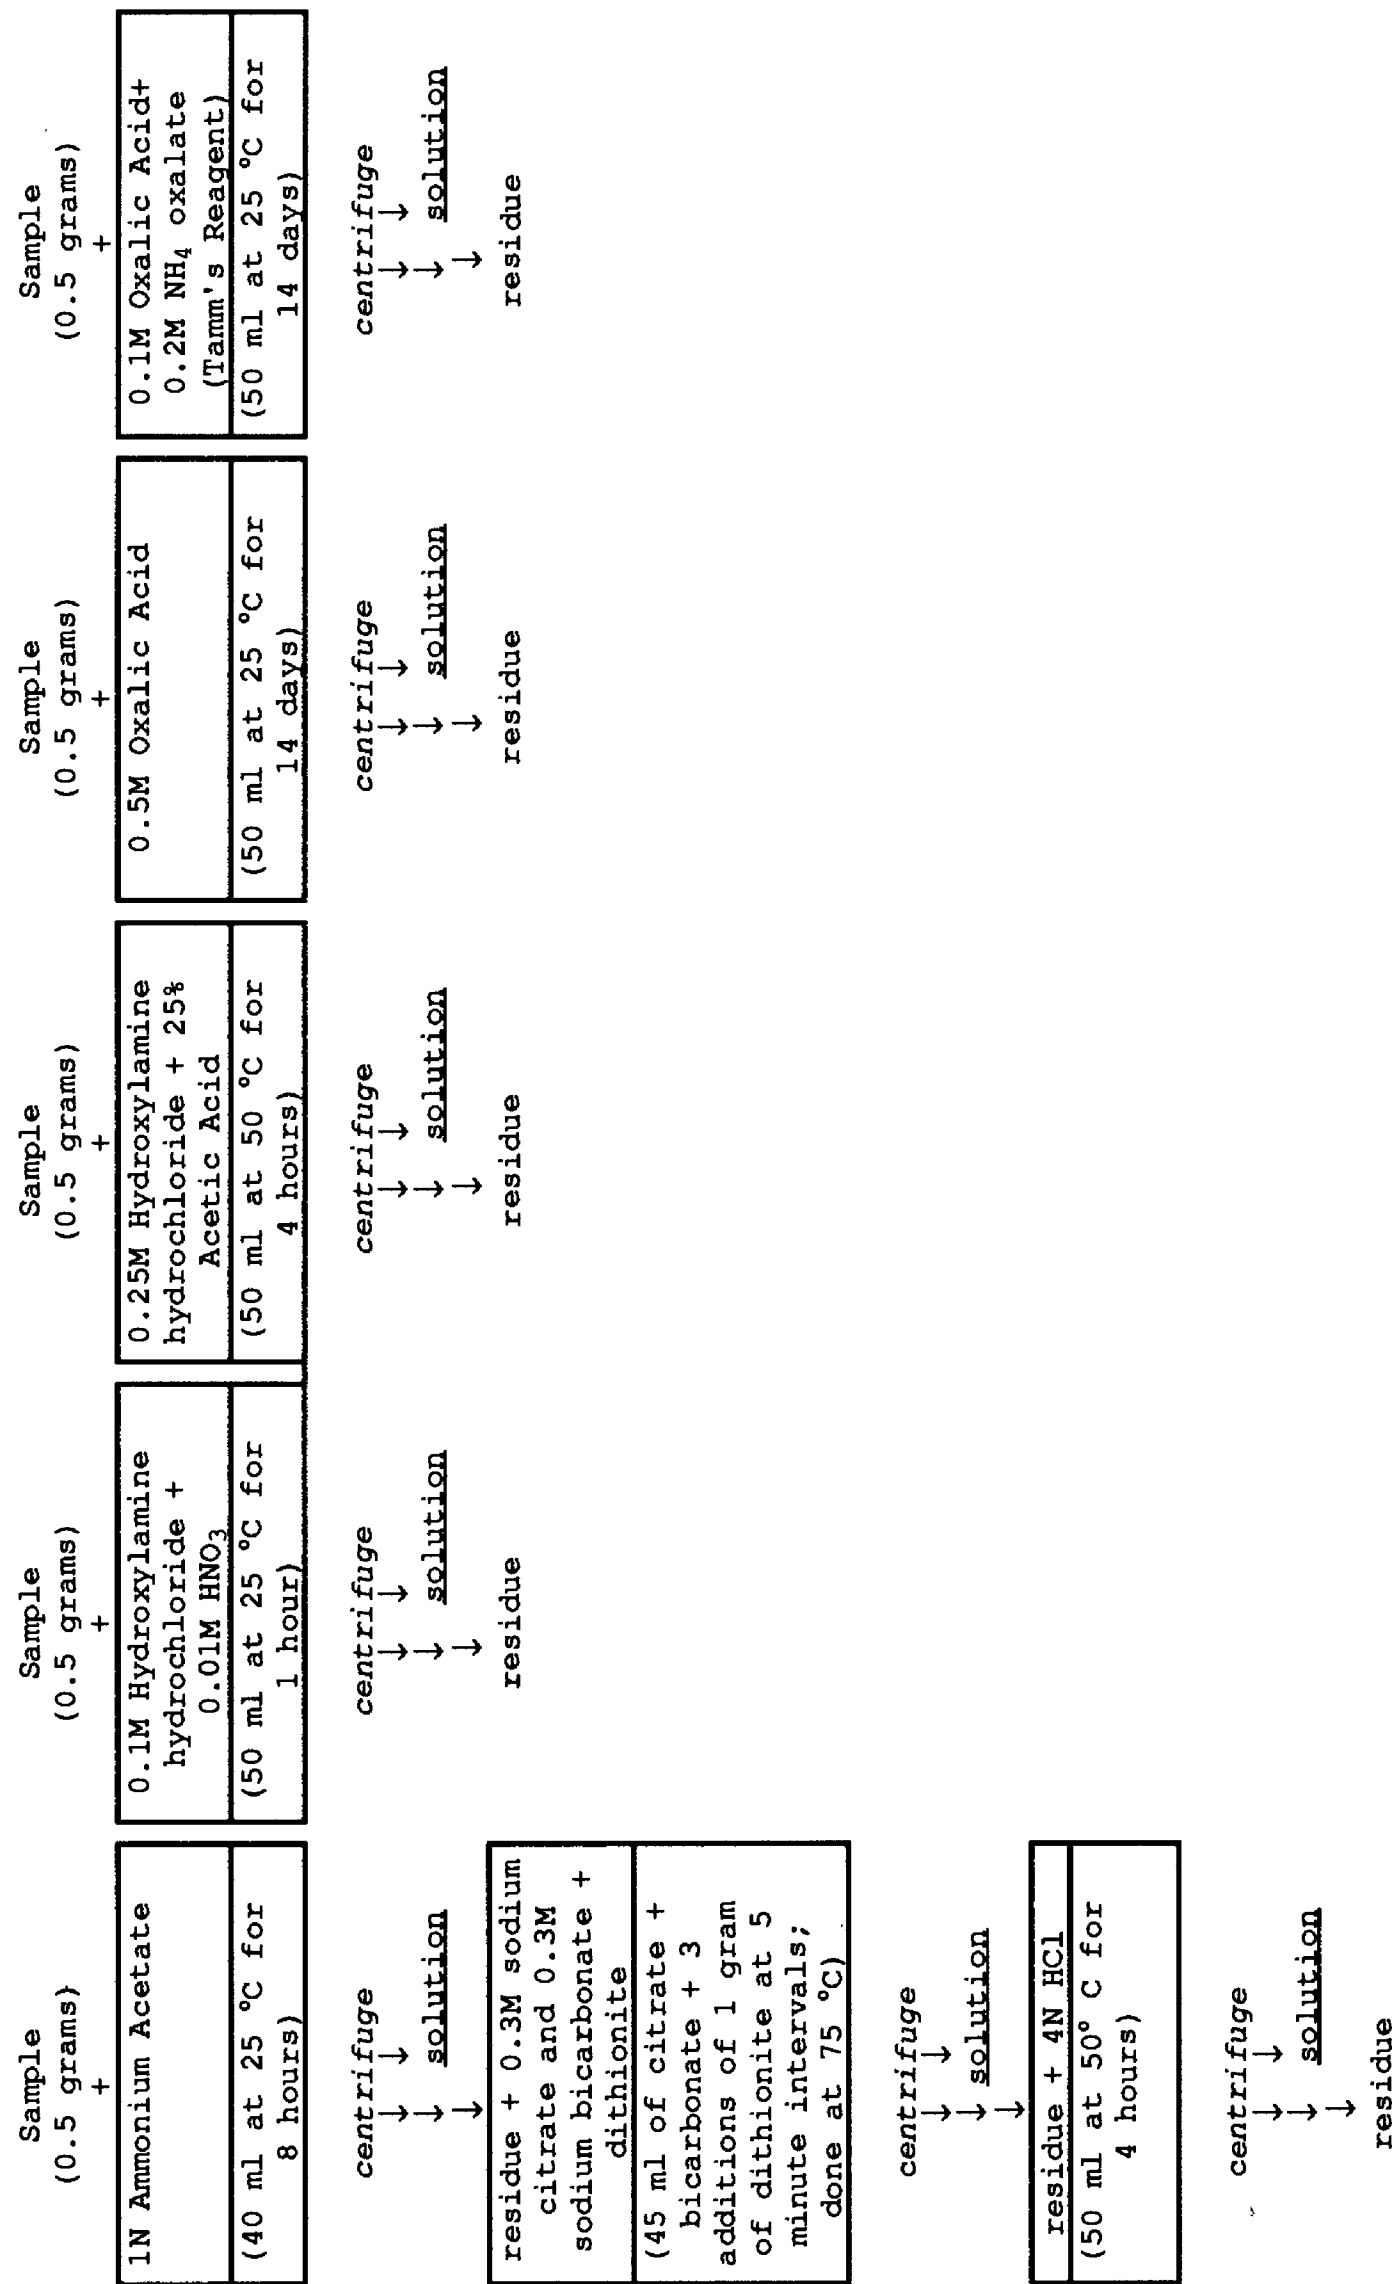 Sample
(0.5 grams)
+
1N Ammonium Acetate
(40 ml at 25 °C for
8 hours)
centrifuge
↓ ↓
↓ solution
↓
residue + 0.3M sodium
citrate and 0.3M
sodium bicarbonate +
dithionite
(45 ml of citrate +
bicarbonate + 3
additions of 1 gram
of dithionite at 5
minute intervals;
done at 75 °C)
centrifuge
↓ ↓
↓ solution
↓
residue + 4N HCl
(50 ml at 50° C for
4 hours)
centrifuge
↓ ↓
↓ solution
↓
residue
Sample
(0.5 grams)
+
0.1M Hydroxylamine
hydrochloride +
0.01M HNO₃
(50 ml at 25 °C for
1 hour)
centrifuge
↓ ↓
↓ solution
↓
residue
Sample
(0.5 grams)
+
0.25M Hydroxylamine
hydrochloride + 25%
Acetic Acid
(50 ml at 50 °C for
4 hours)
centrifuge
↓ ↓
↓ solution
↓
residue
Sample
(0.5 grams)
+
0.5M Oxalic Acid
(50 ml at 25 °C for
14 days)
centrifuge
↓ ↓
↓ solution
↓
residue
Sample
(0.5 grams)
+
0.1M Oxalic Acid+
0.2M NH₄ oxalate
(Tamm's Reagent)
(50 ml at 25 °C for
14 days)
centrifuge
↓ ↓
↓ solution
↓
residue